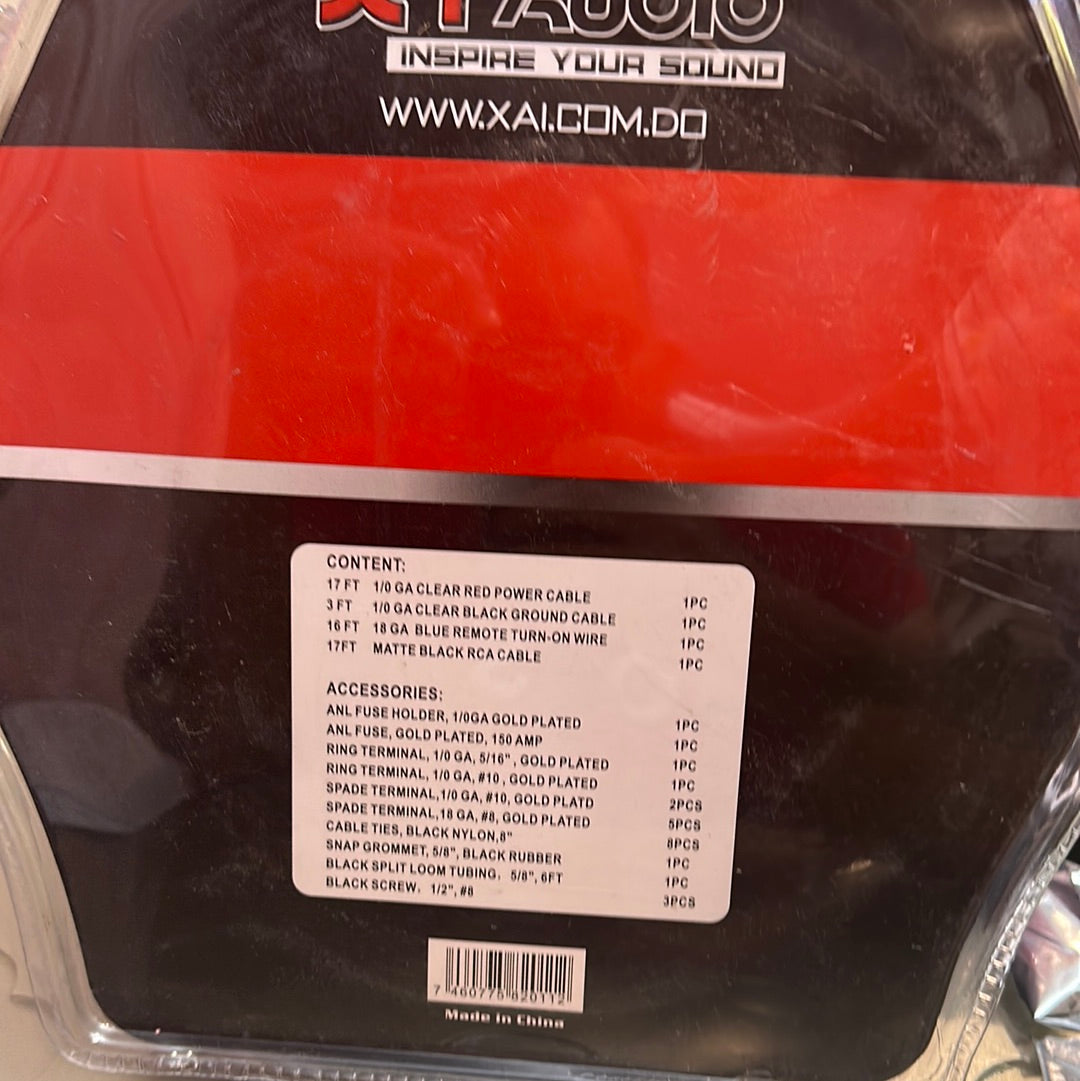 AUDIO
INSPIRE YOUR SOUND
WWW.XAI.COM.DO
CONTENT:
17 FT 1/0 GA CLEAR RED POWER CABLE 1PC
3 FT 1/0 GA CLEAR BLACK GROUND CABLE 1PC
16 FT 18 GA BLUE REMOTE TURN-ON WIRE 1PC
17FT MATTE BLACK RCA CABLE 1PC
ACCESSORIES:
ANL FUSE HOLDER, 1/0GA GOLD PLATED 1PC
ANL FUSE, GOLD PLATED, 150 AMP 1PC
RING TERMINAL, 1/0 GA, 5/16" , GOLD PLATED 1PC
RING TERMINAL, 1/0 GA, #10 , GOLD PLATED 1PC
SPADE TERMINAL,1/0 GA, #10, GOLD PLATD 2PCS
SPADE TERMINAL,18 GA, #8, GOLD PLATED 5PCS
CABLE TIES, BLACK NYLON,8" 8PCS
SNAP GROMMET, 5/8", BLACK RUBBER 1PC
BLACK SPLIT LOOM TUBING, 5/8", 6FT 1PC
BLACK SCREW, 1/2", #8 3PCS
7 460775 820112
Made in China